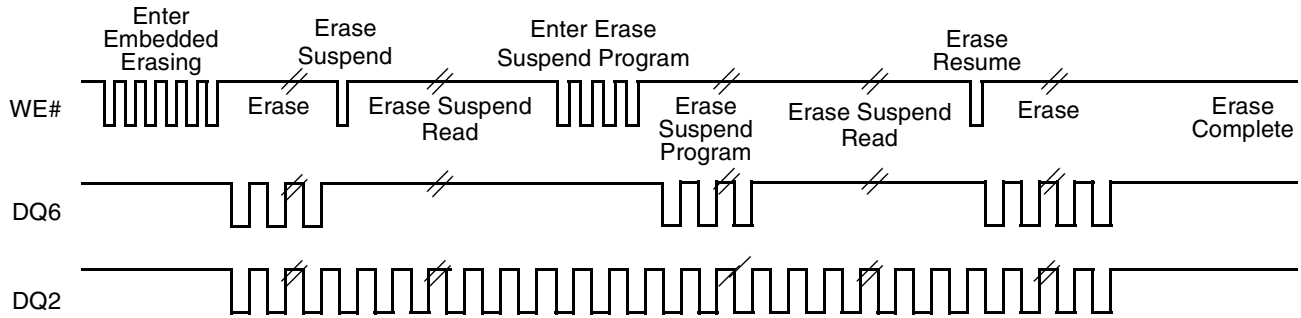 Enter
Embedded
Erasing
Erase
Suspend
Enter Erase
Suspend Program
Erase
Resume
WE#
Erase
Erase Suspend
Read
Erase
Suspend
Program
Erase Suspend
Read
Erase
Erase
Complete
DQ6
DQ2